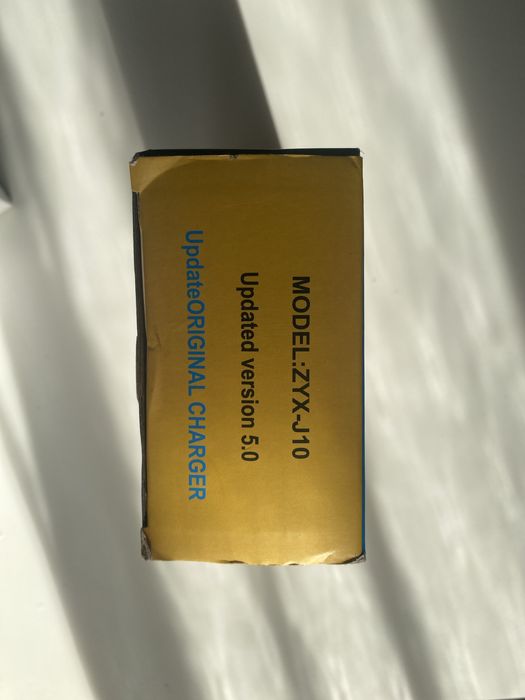 MODEL:ZYX-J10
Updated version 5.0
UpdateORIGINAL CHARGER